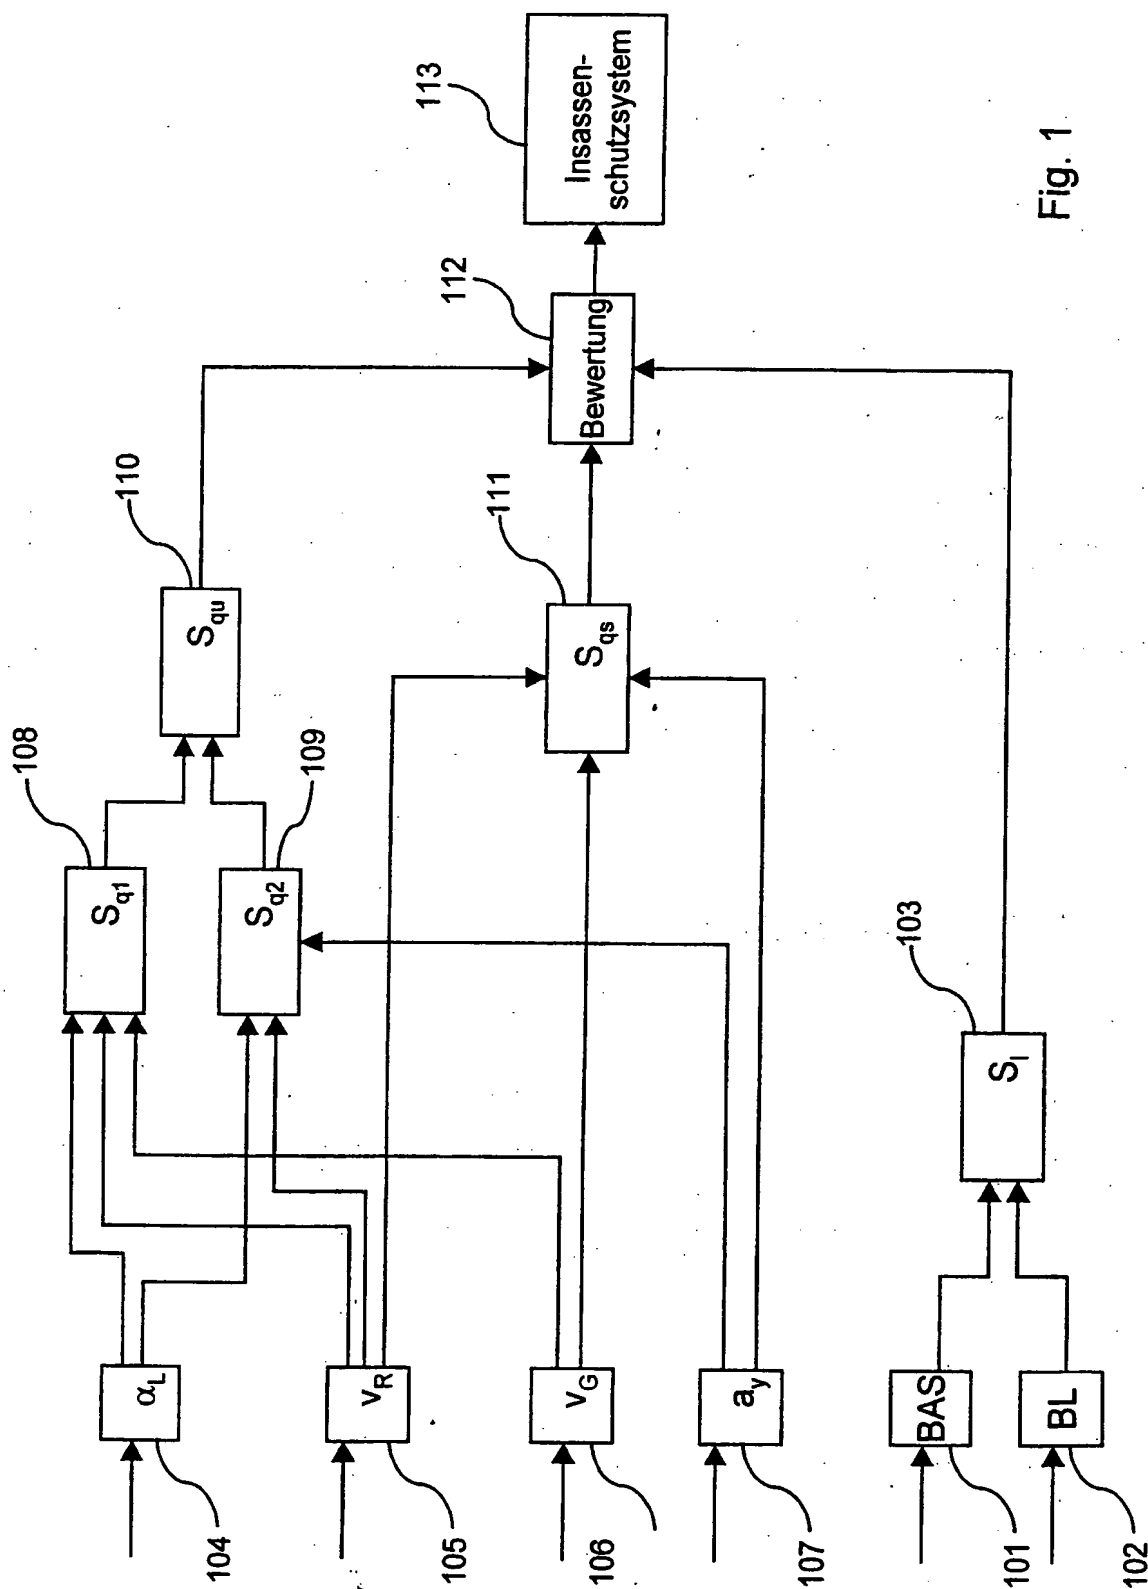 104
α_L
105
v_R
106
v_G
107
a_y
101
BAS
102
BL
108
S_q1
109
S_q2
103
S_l
110
S_qu
111
S_qs
112
Bewertung
113
Insassen-
schutzsystem
Fig. 1